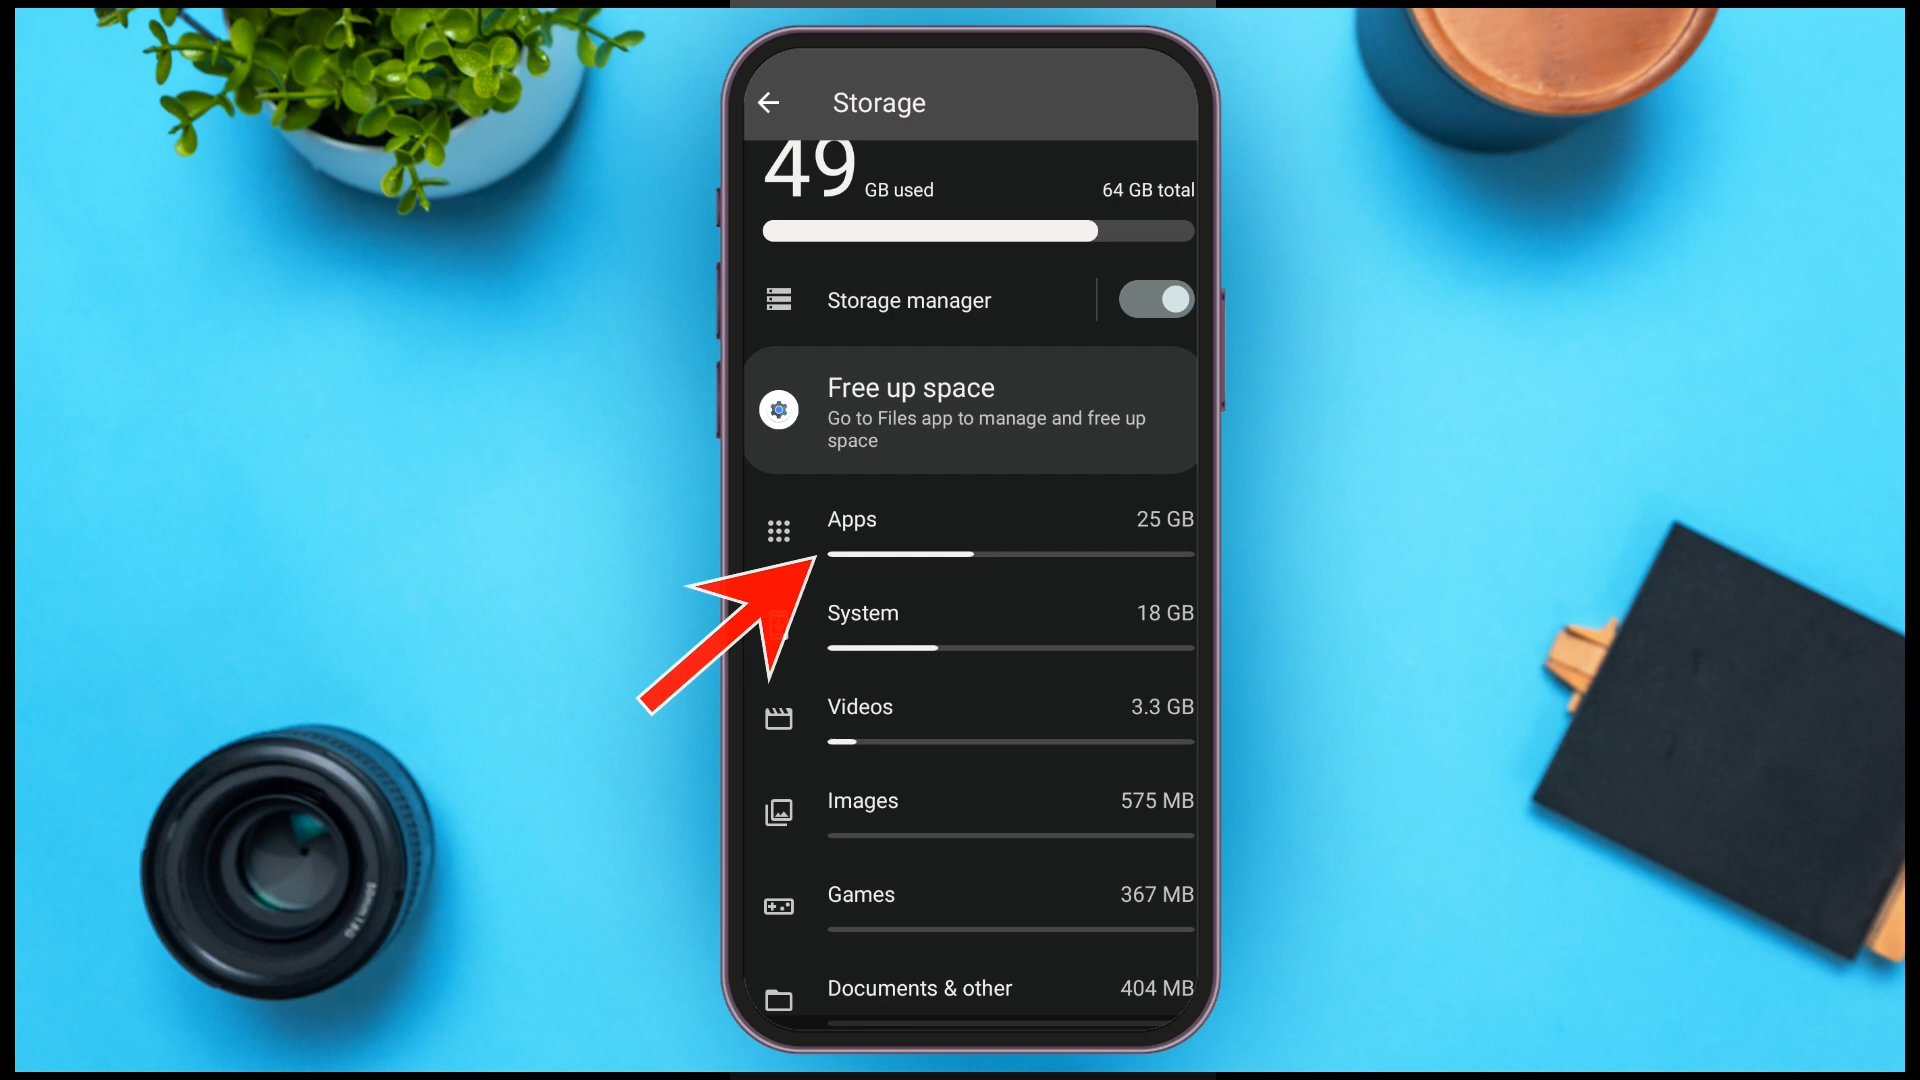 Storage
49 GB used 64 GB total
Storage manager
Free up space
Go to Files app to manage and free up
space
Apps 25 GB
System 18 GB
Videos 3.3 GB
Images 575 MB
Games 367 MB
Documents & other 404 MB